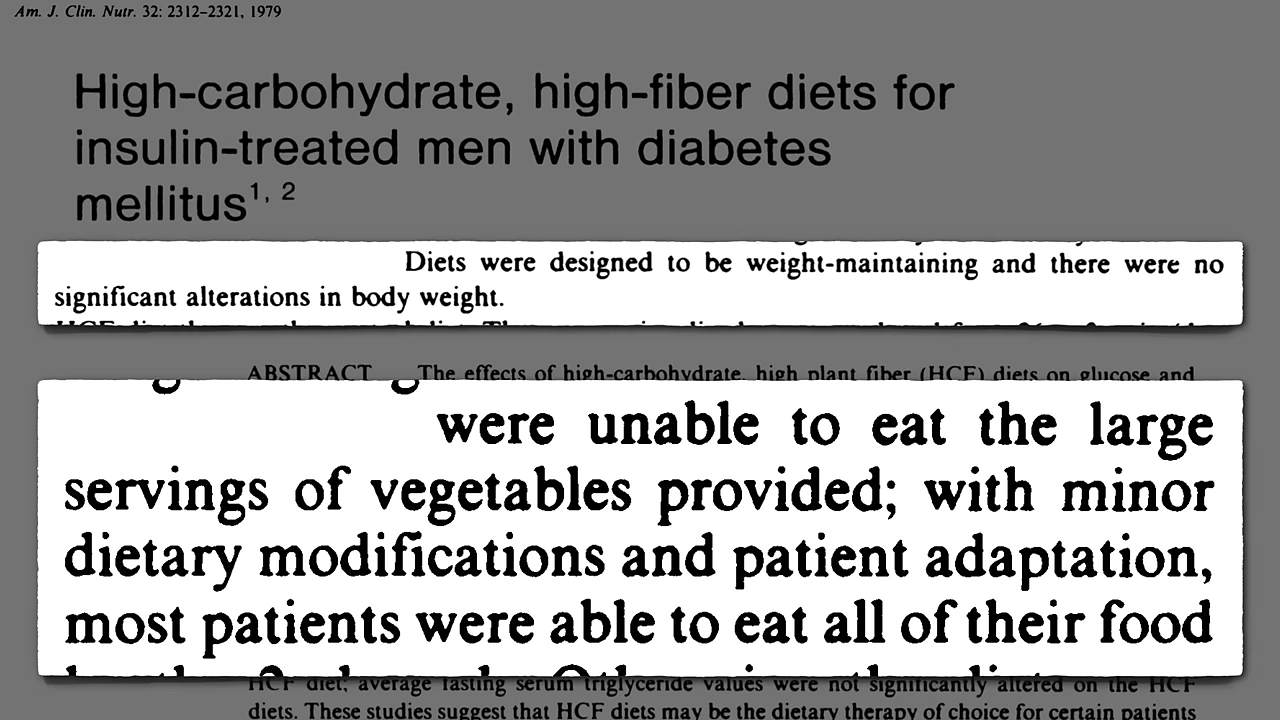 Am. J. Clin. Nutr. 32: 2312–2321, 1979
High-carbohydrate, high-fiber diets for
insulin-treated men with diabetes
mellitus1, 2
Diets were designed to be weight-maintaining and there were no
significant alterations in body weight.
ABSTRACT The effects of high-carbohydrate, high plant fiber (HCF) diets on glucose and
were unable to eat the large
servings of vegetables provided; with minor
dietary modifications and patient adaptation,
most patients were able to eat all of their food
HCF diet; average fasting serum triglyceride values were not significantly altered on the HCF
diets. These studies suggest that HCF diets may be the dietary therapy of choice for certain patients